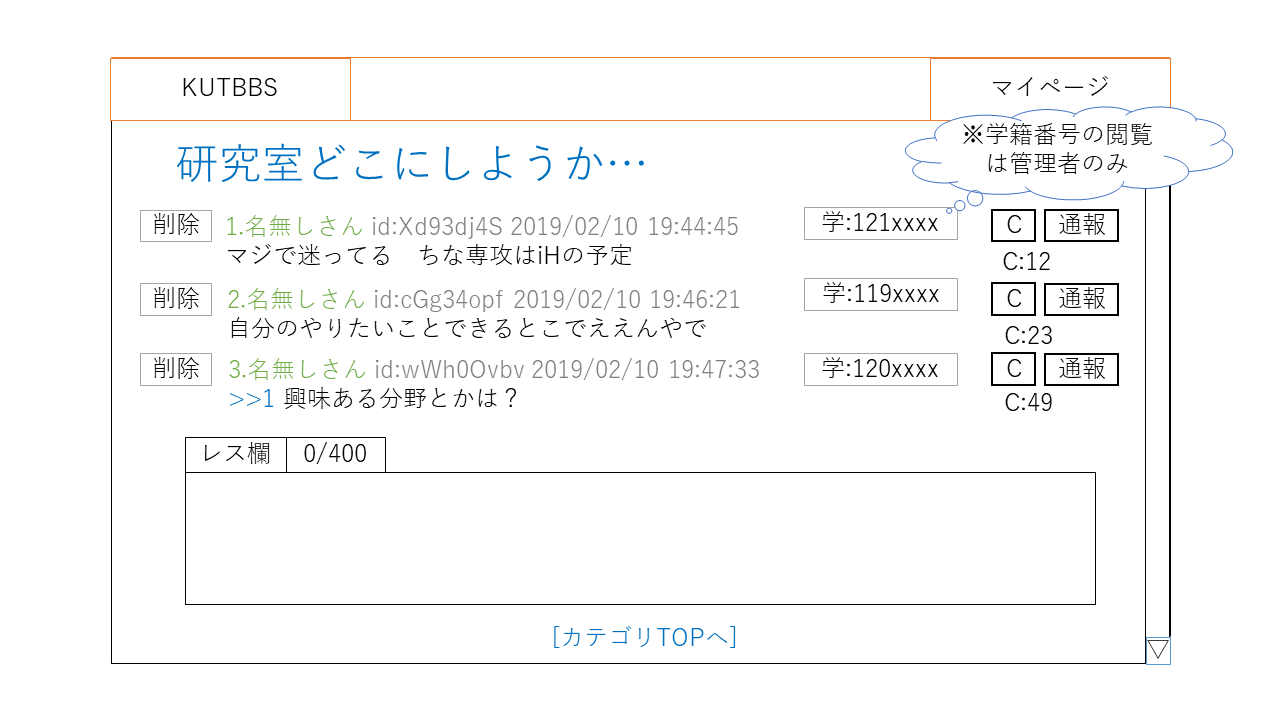 KUTBBS
マイページ
※学籍番号の閲覧
は管理者のみ
研究室どこにしようか…
削除 1.名無しさん id:Xd93dj4S 2019/02/10 19:44:45 学:121xxxx C 通報
マジで迷ってる　ちな専攻はiHの予定 C:12
削除 2.名無しさん id:cGg34opf 2019/02/10 19:46:21 学:119xxxx C 通報
自分のやりたいことできるとこでええんやで C:23
削除 3.名無しさん id:wWh0Ovbv 2019/02/10 19:47:33 学:120xxxx C 通報
>>1 興味ある分野とかは？ C:49
レス欄 0/400
[カテゴリTOPへ]
▽